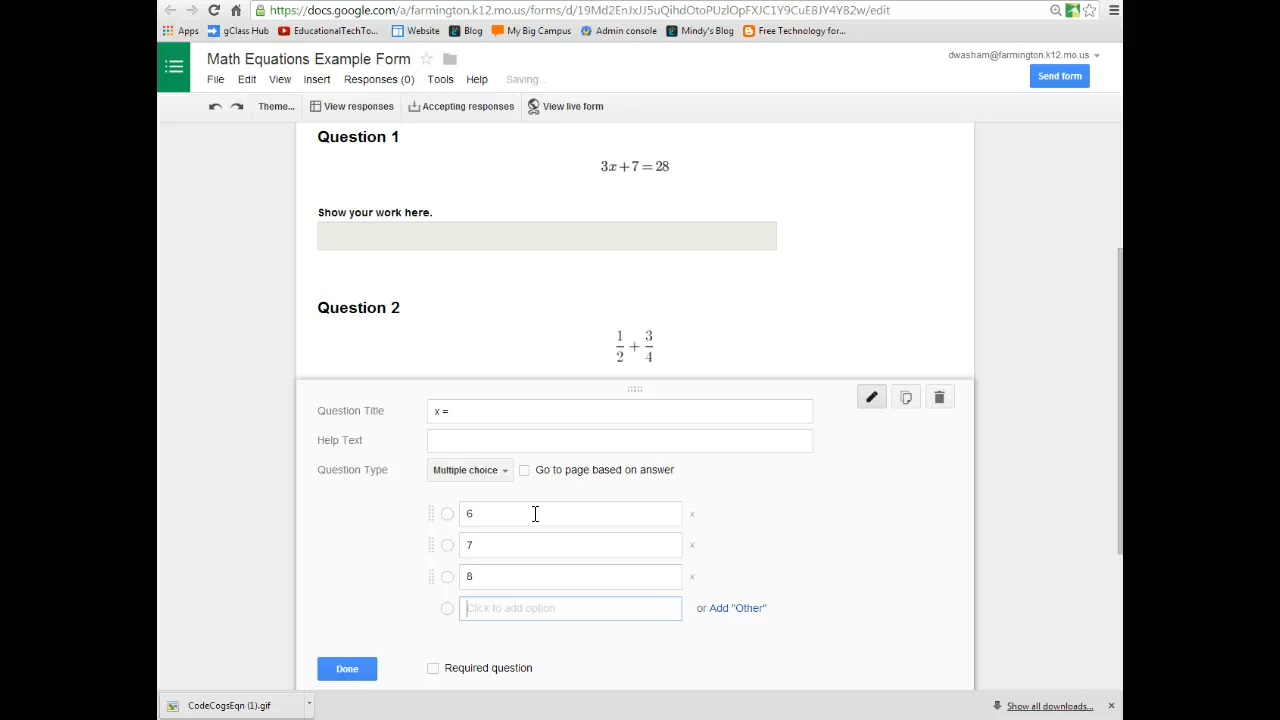 https://docs.google.com/a/farmington.k12.mo.us/forms/d/19Md2EnJxJJ5uQihdOtoPUzlOpFXJC1Y9CuE8JY4Y82w/edit
Apps gClass Hub EducationalTechTo... Website Blog My Big Campus Admin console Mindy's Blog Free Technology for...
Math Equations Example Form
dwasham@farmington.k12.mo.us
File Edit View Insert Responses (0) Tools Help Saving...
Send form
Theme... View responses Accepting responses View live form
Question 1
3x+7=28
Show your work here.
Question 2
1/2 + 3/4
Question Title x =
Help Text
Question Type Multiple choice Go to page based on answer
6
7
8
Click to add option or Add "Other"
Done Required question
CodeCogsEqn (1).gif Show all downloads...